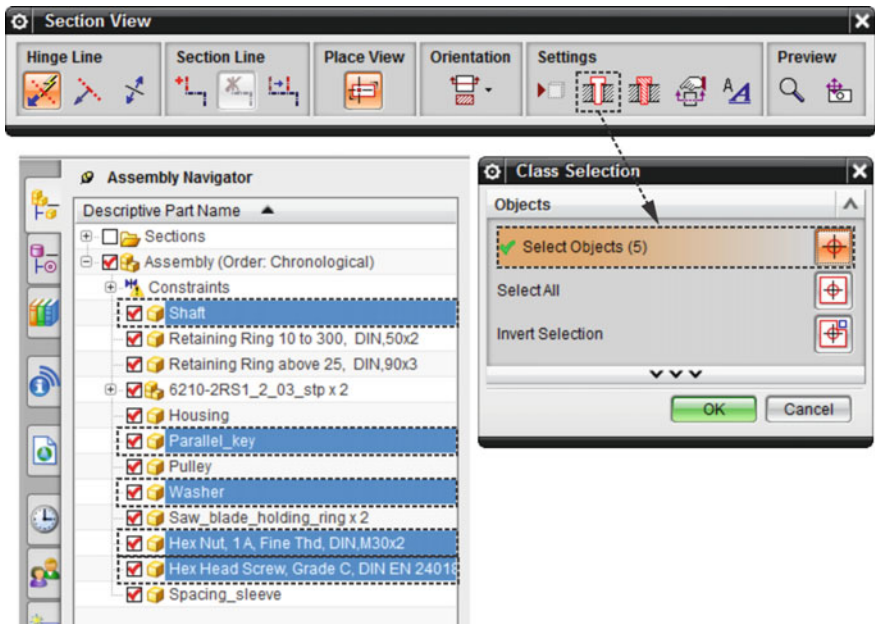 Section View
Hinge Line Section Line Place View Orientation Settings Preview
A A
Assembly Navigator
Descriptive Part Name
Sections
Assembly (Order: Chronological)
Constraints
Shaft
Retaining Ring 10 to 300, DIN,50x2
Retaining Ring above 25, DIN,90x3
6210-2RS1_2_03_stp x 2
Housing
Parallel_key
Pulley
Washer
Saw_blade_holding_ring x 2
Hex Nut, 1A, Fine Thd, DIN,M30x2
Hex Head Screw, Grade C, DIN EN 24018
Spacing_sleeve
Class Selection
Objects
Select Objects (5)
Select All
Invert Selection
OK Cancel